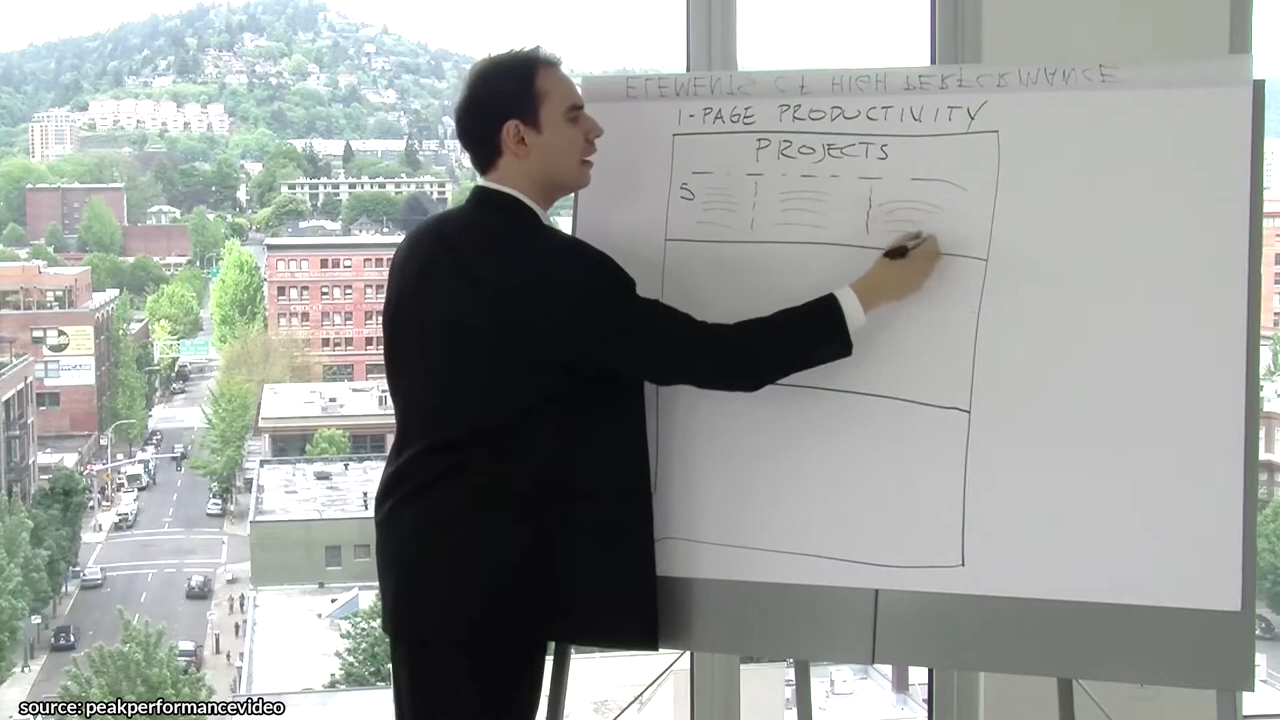 ELEMENTS OF HIGH PERFORMANCE
1-PAGE PRODUCTIVITY
PROJECTS
5
source: peakperformancevideo